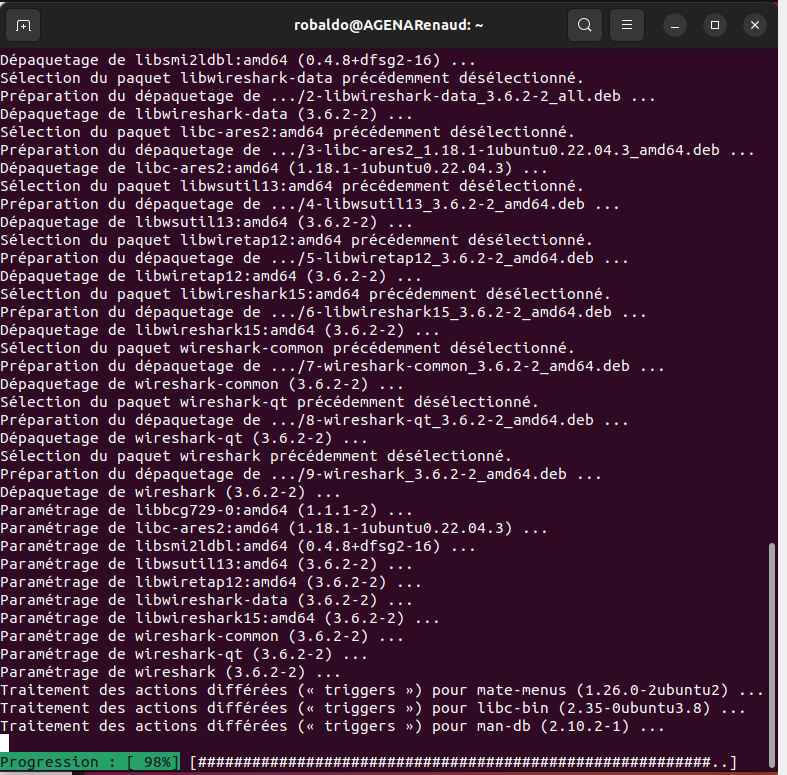 robaldo@AGENARenaud: ~
Dépaquetage de libsmi2ldbl:amd64 (0.4.8+dfsg2-16) ...
Sélection du paquet libwireshark-data précédemment désélectionné.
Préparation du dépaquetage de .../2-libwireshark-data_3.6.2-2_all.deb ...
Dépaquetage de libwireshark-data (3.6.2-2) ...
Sélection du paquet libc-ares2:amd64 précédemment désélectionné.
Préparation du dépaquetage de .../3-libc-ares2_1.18.1-1ubuntu0.22.04.3_amd64.deb ...
Dépaquetage de libc-ares2:amd64 (1.18.1-1ubuntu0.22.04.3) ...
Sélection du paquet libwsutil13:amd64 précédemment désélectionné.
Préparation du dépaquetage de .../4-libwsutil13_3.6.2-2_amd64.deb ...
Dépaquetage de libwsutil13:amd64 (3.6.2-2) ...
Sélection du paquet libwiretap12:amd64 précédemment désélectionné.
Préparation du dépaquetage de .../5-libwiretap12_3.6.2-2_amd64.deb ...
Dépaquetage de libwiretap12:amd64 (3.6.2-2) ...
Sélection du paquet libwireshark15:amd64 précédemment désélectionné.
Préparation du dépaquetage de .../6-libwireshark15_3.6.2-2_amd64.deb ...
Dépaquetage de libwireshark15:amd64 (3.6.2-2) ...
Sélection du paquet wireshark-common précédemment désélectionné.
Préparation du dépaquetage de .../7-wireshark-common_3.6.2-2_amd64.deb ...
Dépaquetage de wireshark-common (3.6.2-2) ...
Sélection du paquet wireshark-qt précédemment désélectionné.
Préparation du dépaquetage de .../8-wireshark-qt_3.6.2-2_amd64.deb ...
Dépaquetage de wireshark-qt (3.6.2-2) ...
Sélection du paquet wireshark précédemment désélectionné.
Préparation du dépaquetage de .../9-wireshark_3.6.2-2_amd64.deb ...
Dépaquetage de wireshark (3.6.2-2) ...
Paramétrage de libbcg729-0:amd64 (1.1.1-2) ...
Paramétrage de libc-ares2:amd64 (1.18.1-1ubuntu0.22.04.3) ...
Paramétrage de libsmi2ldbl:amd64 (0.4.8+dfsg2-16) ...
Paramétrage de libwsutil13:amd64 (3.6.2-2) ...
Paramétrage de libwiretap12:amd64 (3.6.2-2) ...
Paramétrage de libwireshark-data (3.6.2-2) ...
Paramétrage de libwireshark15:amd64 (3.6.2-2) ...
Paramétrage de wireshark-common (3.6.2-2) ...
Paramétrage de wireshark-qt (3.6.2-2) ...
Paramétrage de wireshark (3.6.2-2) ...
Traitement des actions différées (« triggers ») pour mate-menus (1.26.0-2ubuntu2) ...
Traitement des actions différées (« triggers ») pour libc-bin (2.35-0ubuntu3.8) ...
Traitement des actions différées (« triggers ») pour man-db (2.10.2-1) ...
Progression : [ 98%] [#########################################################..]